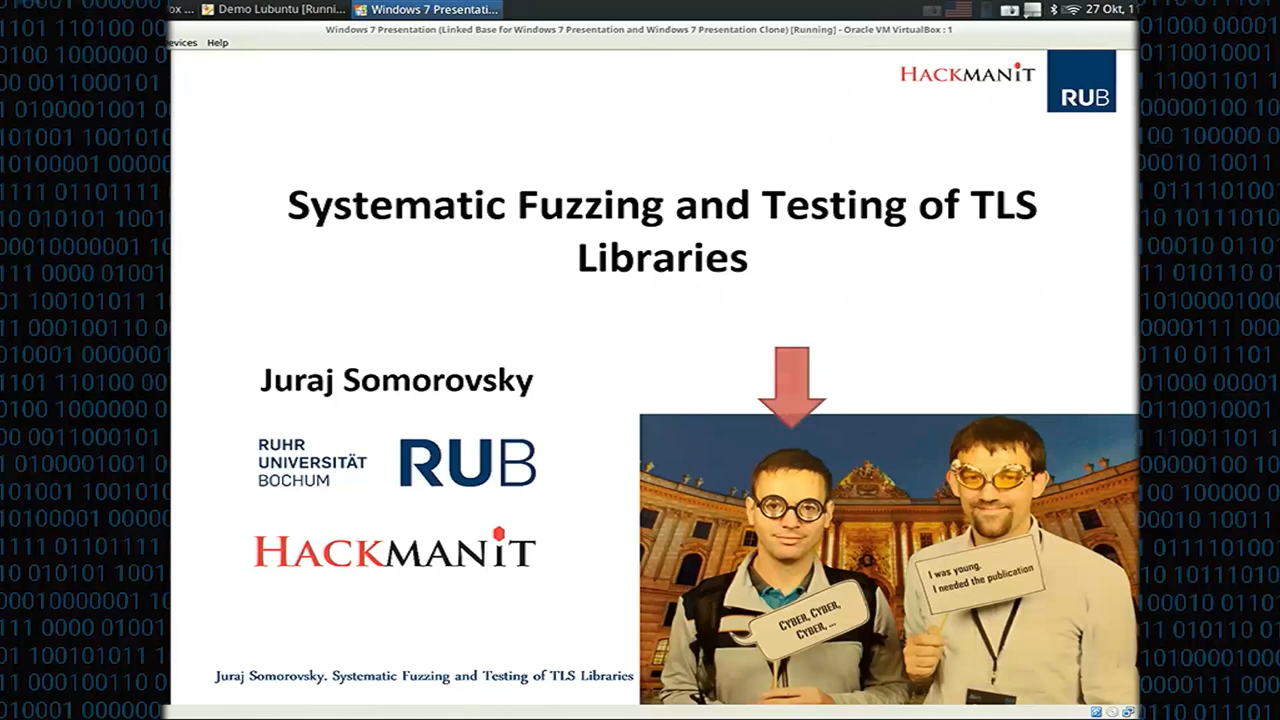 ox ...
Demo Lubuntu [Runni...
Windows 7 Presentati...
27 Okt, 1
Windows 7 Presentation (Linked Base for Windows 7 Presentation and Windows 7 Presentation Clone) [Running] - Oracle VM VirtualBox : 1
evices Help
HACKMANIT
RUB
Systematic Fuzzing and Testing of TLS
Libraries
Juraj Somorovsky
RUHR
UNIVERSITÄT
BOCHUM
RUB
HACKMANIT
I was young.
I needed the publication
CYBER, CYBER,
CYBER, ...
Juraj Somorovsky. Systematic Fuzzing and Testing of TLS Libraries